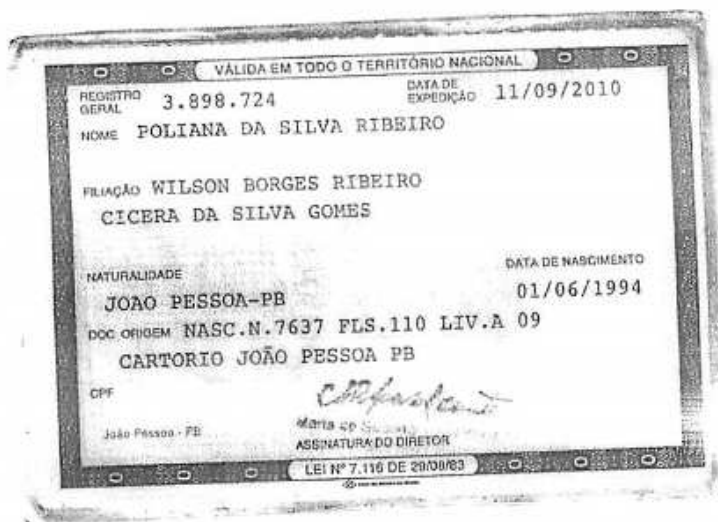 VÁLIDA EM TODO O TERRITÓRIO NACIONAL
REGISTRO GERAL 3.898.724 DATA DE EXPEDIÇÃO 11/09/2010
NOME POLIANA DA SILVA RIBEIRO
FILIAÇÃO WILSON BORGES RIBEIRO
CICERA DA SILVA GOMES
NATURALIDADE DATA DE NASCIMENTO
JOAO PESSOA-PB 01/06/1994
DOC ORIGEM NASC.N.7637 FLS.110 LIV.A 09
CARTORIO JOÃO PESSOA PB
CPF
João Pessoa - PB Maria
ASSINATURA DO DIRETOR
LEI Nº 7.116 DE 29/08/83